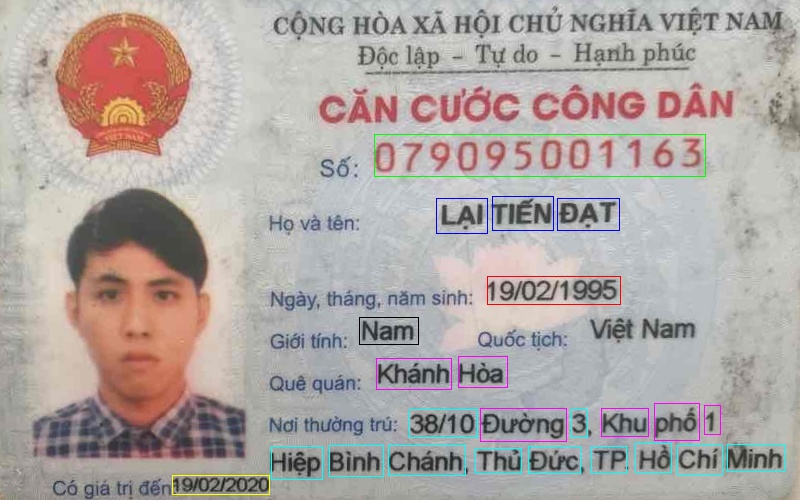 CỘNG HÒA XÃ HỘI CHỦ NGHĨA VIỆT NAM
Độc lập - Tự do - Hạnh phúc
CĂN CƯỚC CÔNG DÂN
Số: 079095001163
Họ và tên: LẠI TIẾN ĐẠT
Ngày, tháng, năm sinh: 19/02/1995
Giới tính: Nam Quốc tịch: Việt Nam
Quê quán: Khánh Hòa
Nơi thường trú: 38/10 Đường 3, Khu phố 1
Hiệp Bình Chánh, Thủ Đức, TP. Hồ Chí Minh
Có giá trị đến 19/02/2020